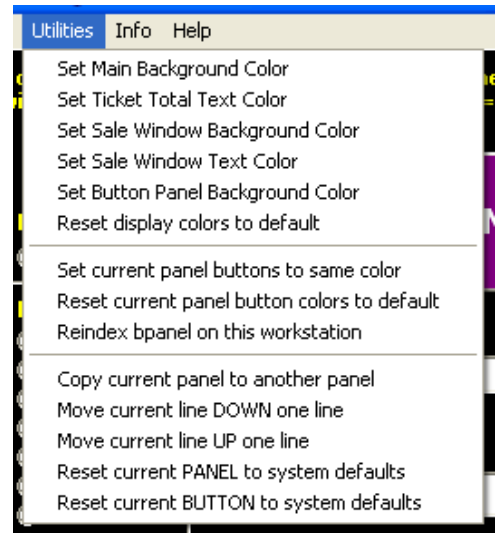 Utilities Info Help
Set Main Background Color
Set Ticket Total Text Color
Set Sale Window Background Color
Set Sale Window Text Color
Set Button Panel Background Color
Reset display colors to default
Set current panel buttons to same color
Reset current panel button colors to default
Reindex bpanel on this workstation
Copy current panel to another panel
Move current line DOWN one line
Move current line UP one line
Reset current PANEL to system defaults
Reset current BUTTON to system defaults